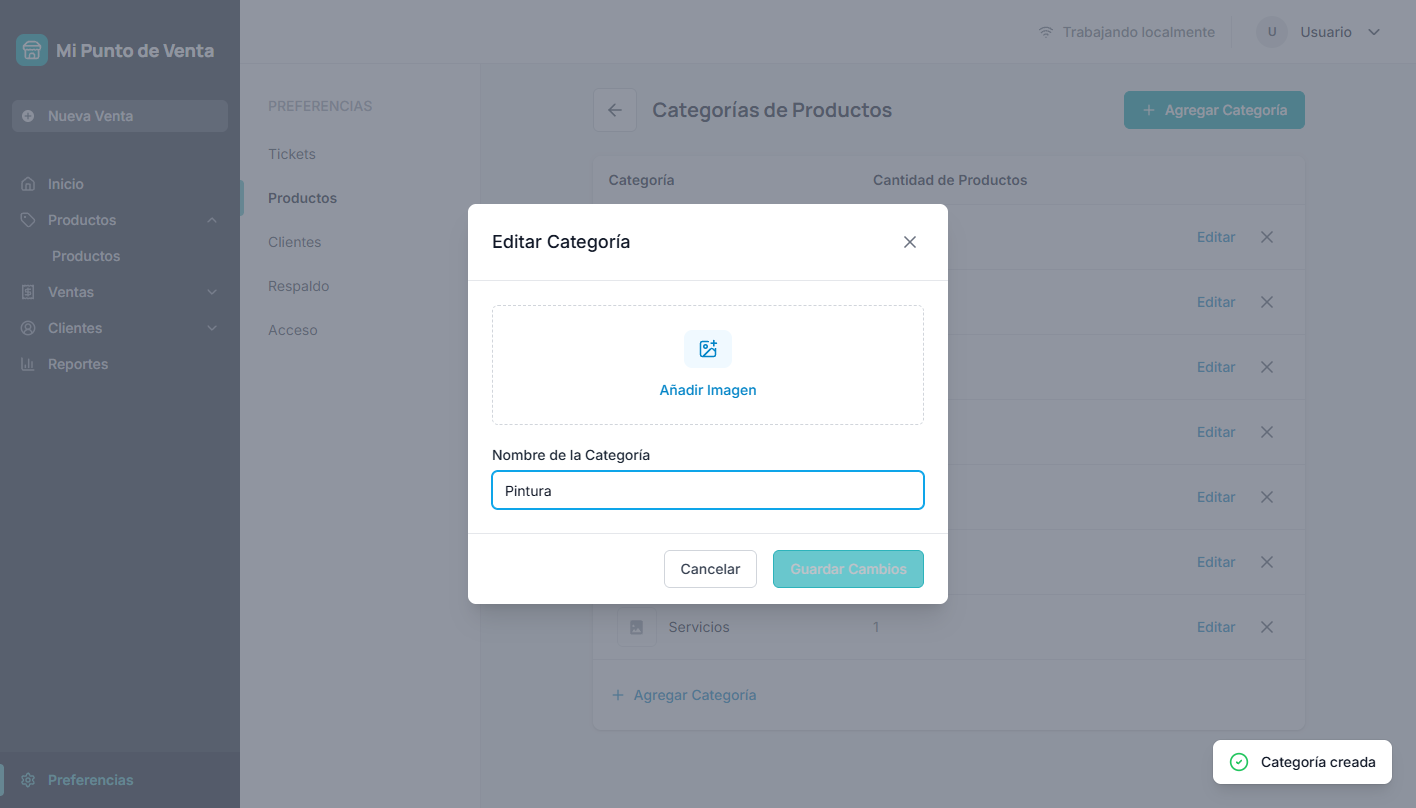 Mi Punto de Venta
Nueva Venta
Inicio
Productos
Productos
Ventas
Clientes
Reportes
Preferencias
Trabajando localmente
U
Usuario
PREFERENCIAS
Tickets
Productos
Clientes
Respaldo
Acceso
Categorías de Productos
+ Agregar Categoría
Categoría Cantidad de Productos
Editar
Editar
Editar
Editar
Editar
Editar
Servicios 1 Editar
+ Agregar Categoría
Editar Categoría
Añadir Imagen
Nombre de la Categoría
Pintura
Cancelar
Guardar Cambios
Categoría creada